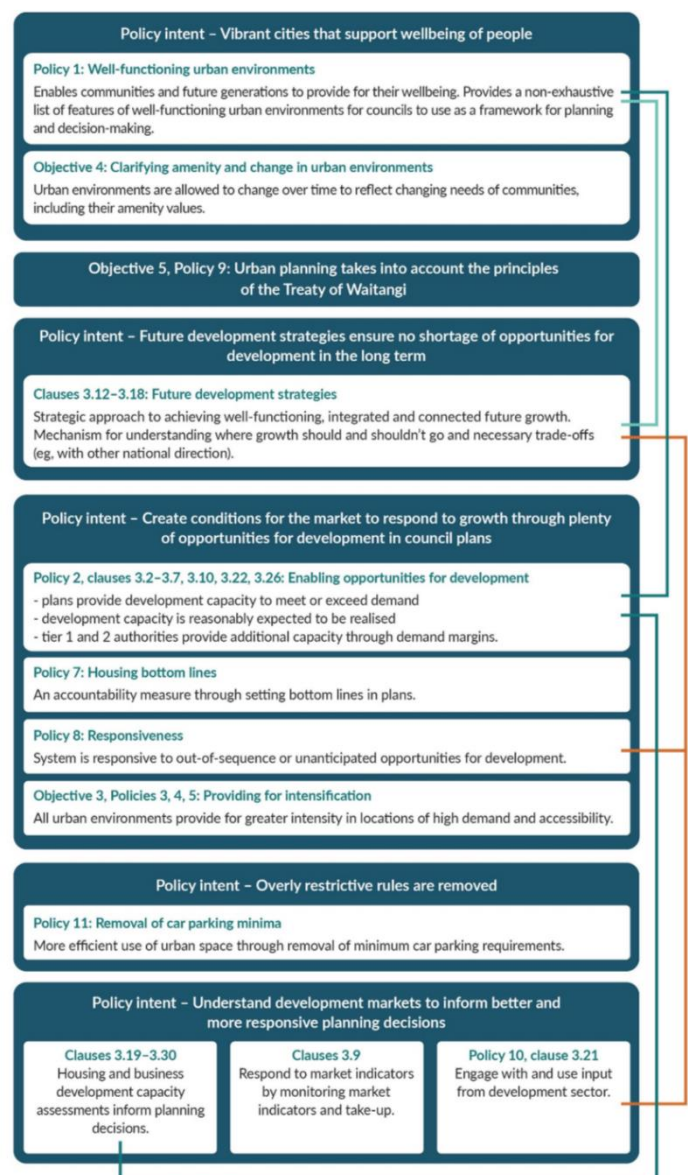 Policy intent – Vibrant cities that support wellbeing of people
Policy 1: Well-functioning urban environments
Enables communities and future generations to provide for their wellbeing. Provides a non-exhaustive
list of features of well-functioning urban environments for councils to use as a framework for planning
and decision-making.
Objective 4: Clarifying amenity and change in urban environments
Urban environments are allowed to change over time to reflect changing needs of communities,
including their amenity values.
Objective 5, Policy 9: Urban planning takes into account the principles
of the Treaty of Waitangi
Policy intent – Future development strategies ensure no shortage of opportunities for
development in the long term
Clauses 3.12–3.18: Future development strategies
Strategic approach to achieving well-functioning, integrated and connected future growth.
Mechanism for understanding where growth should and shouldn't go and necessary trade-offs
(eg, with other national direction).
Policy intent – Create conditions for the market to respond to growth through plenty
of opportunities for development in council plans
Policy 2, clauses 3.2–3.7, 3.10, 3.22, 3.26: Enabling opportunities for development
- plans provide development capacity to meet or exceed demand
- development capacity is reasonably expected to be realised
- tier 1 and 2 authorities provide additional capacity through demand margins.
Policy 7: Housing bottom lines
An accountability measure through setting bottom lines in plans.
Policy 8: Responsiveness
System is responsive to out-of-sequence or unanticipated opportunities for development.
Objective 3, Policies 3, 4, 5: Providing for intensification
All urban environments provide for greater intensity in locations of high demand and accessibility.
Policy intent – Overly restrictive rules are removed
Policy 11: Removal of car parking minima
More efficient use of urban space through removal of minimum car parking requirements.
Policy intent – Understand development markets to inform better and
more responsive planning decisions
Clauses 3.19–3.30
Housing and business
development capacity
assessments inform planning
decisions.
Clauses 3.9
Respond to market indicators
by monitoring market
indicators and take-up.
Policy 10, clause 3.21
Engage with and use input
from development sector.